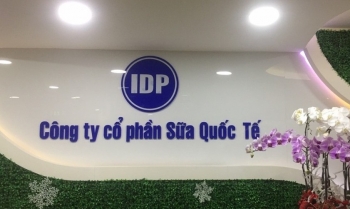 IDP
Công ty cổ phần Sữa Quốc Tế